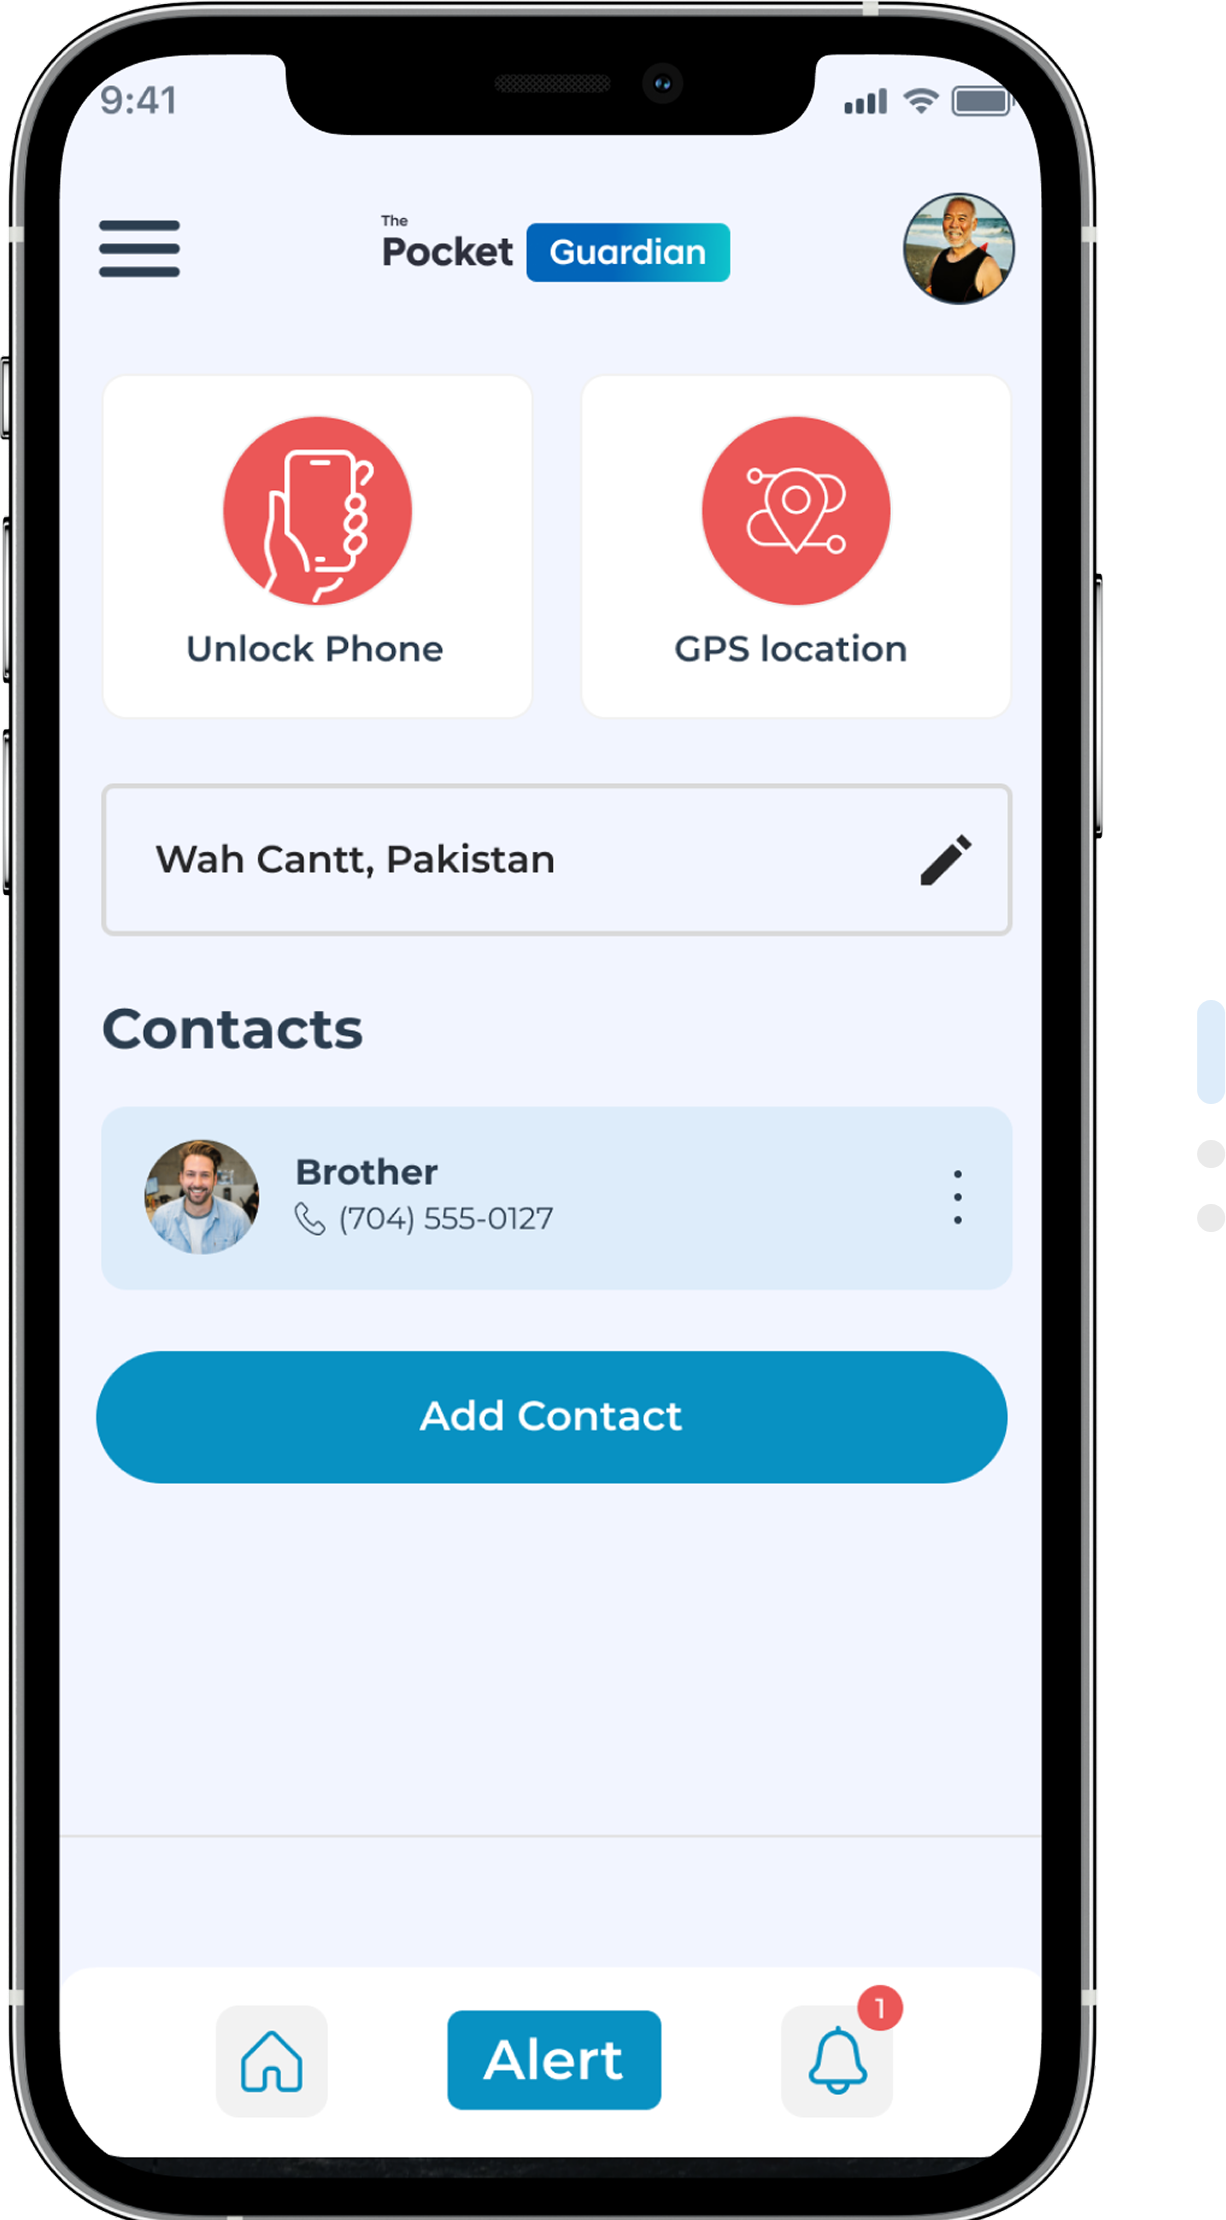 9:41
The
Pocket Guardian
Unlock Phone
GPS location
Wah Cantt, Pakistan
Contacts
Brother
(704) 555-0127
Add Contact
Alert
1